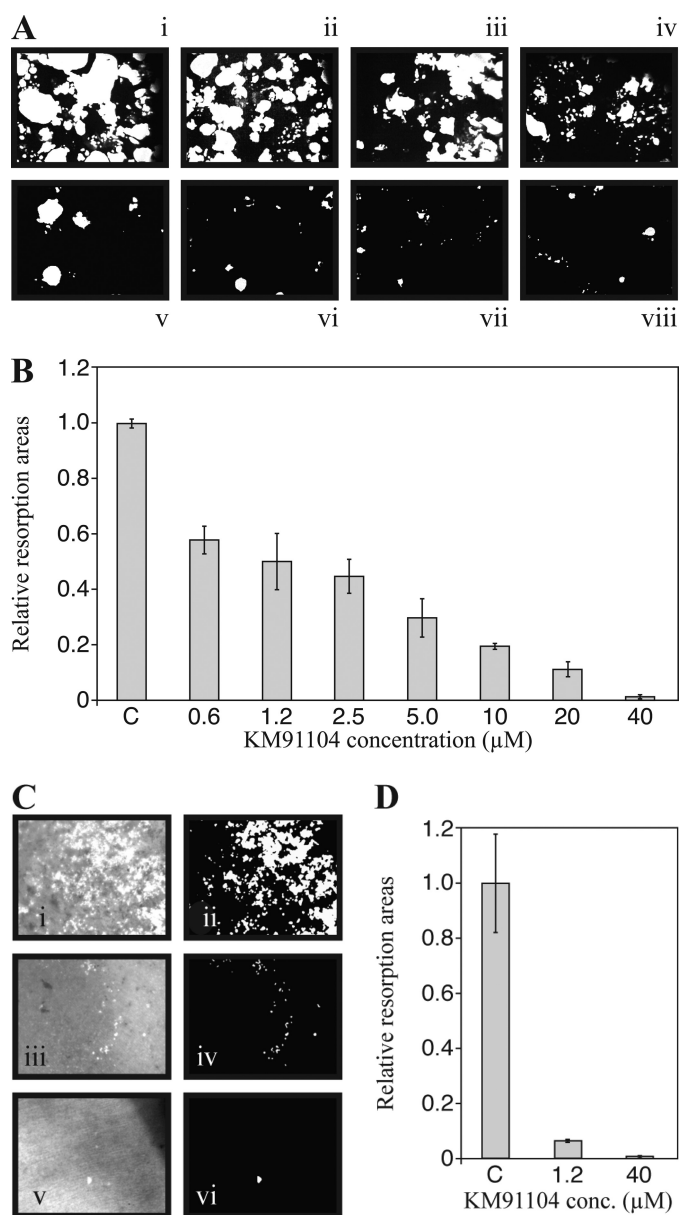 A
i ii iii iv
v vi vii viii
B
Relative resorption areas
1.2
1.0
0.8
0.6
0.4
0.2
0
C 0.6 1.2 2.5 5.0 10 20 40
KM91104 concentration (µM)
C
i ii
iii iv
v vi
D
Relative resorption areas
1.2
1.0
0.8
0.6
0.4
0.2
0
C 1.2 40
KM91104 conc. (µM)